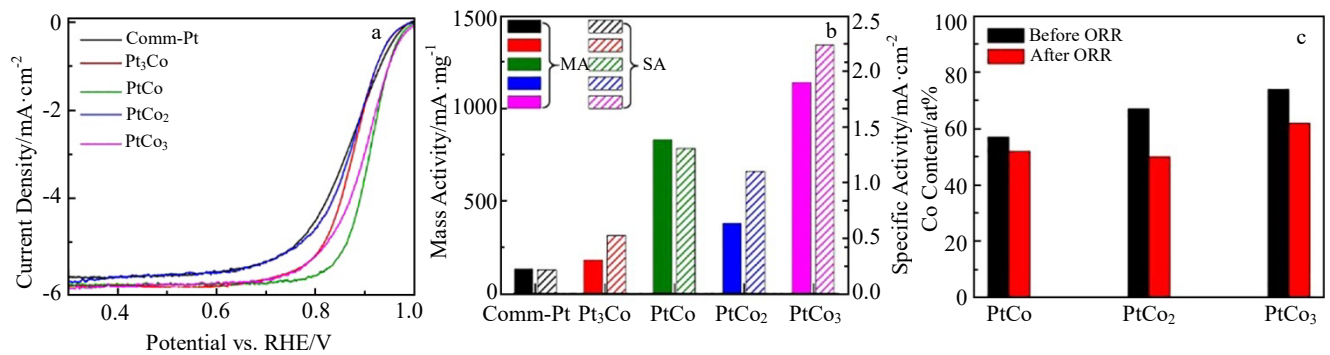 a
Current Density/mA·cm⁻²
0
-2
-4
-6
Comm-Pt
Pt₃Co
PtCo
PtCo₂
PtCo₃
0.4
0.6
0.8
1.0
Potential vs. RHE/V
b
Mass Activity/mA·mg⁻¹
1500
1000
500
0
MA
SA
Comm-Pt
Pt₃Co
PtCo
PtCo₂
PtCo₃
2.5
2.0
1.5
1.0
0.5
0.0
Specific Activity/mA·cm⁻²
c
Co Content/at%
100
80
60
40
20
0
Before ORR
After ORR
PtCo
PtCo₂
PtCo₃